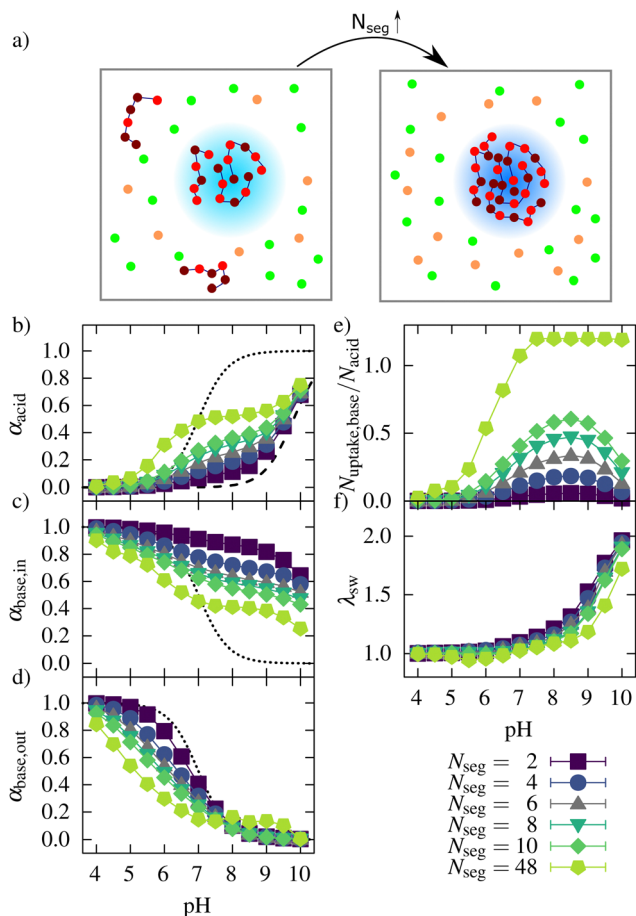 a)
N_seg ↑
b)
1.0
0.8
0.6
0.4
0.2
0.0
α_acid
c)
1.0
0.8
0.6
0.4
0.2
0.0
α_base,in
d)
1.0
0.8
0.6
0.4
0.2
0.0
α_base,out
4 5 6 7 8 9 10
pH
e)
1.0
0.5
0.0
N_uptake,base/N_acid
f)
2.0
1.5
1.0
λ_sw
4 5 6 7 8 9 10
pH
N_seg = 2
N_seg = 4
N_seg = 6
N_seg = 8
N_seg = 10
N_seg = 48